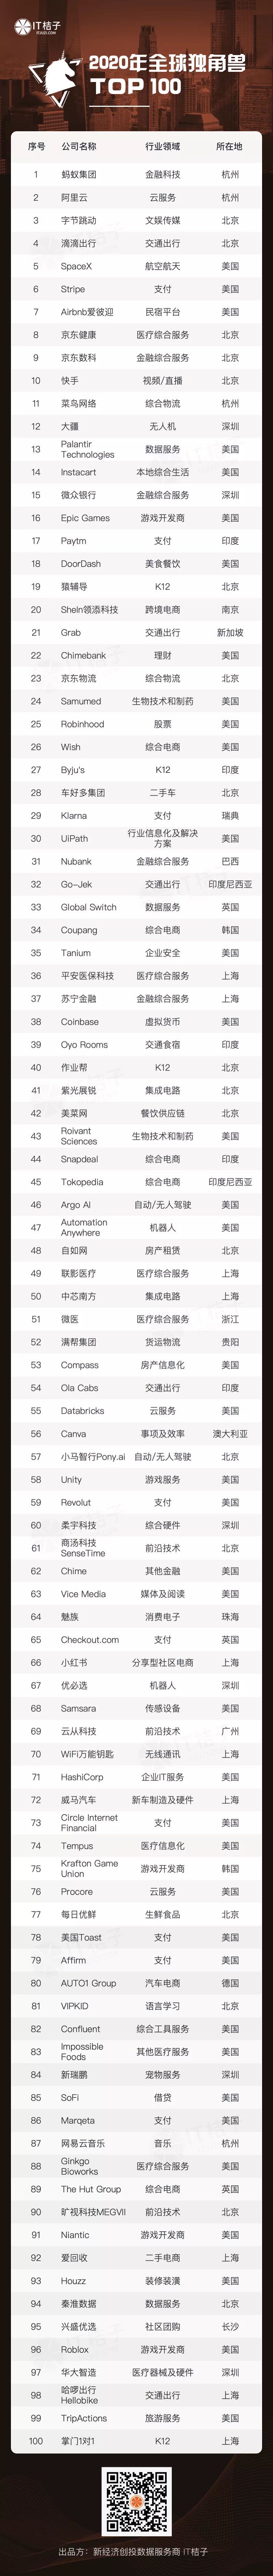 IT桔子
ITJUZI.COM
2020年全球独角兽
TOP 100
序号 公司名称 行业领域 所在地
1 蚂蚁集团 金融科技 杭州
2 阿里云 云服务 杭州
3 字节跳动 文娱传媒 北京
4 滴滴出行 交通出行 北京
5 SpaceX 航空航天 美国
6 Stripe 支付 美国
7 Airbnb爱彼迎 民宿平台 美国
8 京东健康 医疗综合服务 北京
9 京东数科 金融综合服务 北京
10 快手 视频/直播 北京
11 菜鸟网络 综合物流 杭州
12 大疆 无人机 深圳
13 Palantir Technologies 数据服务 美国
14 Instacart 本地综合生活 美国
15 微众银行 金融综合服务 深圳
16 Epic Games 游戏开发商 美国
17 Paytm 支付 印度
18 DoorDash 美食餐饮 美国
19 猿辅导 K12 北京
20 SheIn领添科技 跨境电商 南京
21 Grab 交通出行 新加坡
22 Chimebank 理财 美国
23 京东物流 综合物流 北京
24 Samumed 生物技术和制药 美国
25 Robinhood 股票 美国
26 Wish 综合电商 美国
27 Byju's K12 印度
28 车好多集团 二手车 北京
29 Klarna 支付 瑞典
30 UiPath 行业信息化及解决方案 美国
31 Nubank 金融综合服务 巴西
32 Go-Jek 交通出行 印度尼西亚
33 Global Switch 数据服务 英国
34 Coupang 综合电商 韩国
35 Tanium 企业安全 美国
36 平安医保科技 医疗综合服务 上海
37 苏宁金融 金融综合服务 上海
38 Coinbase 虚拟货币 美国
39 Oyo Rooms 交通食宿 印度
40 作业帮 K12 北京
41 紫光展锐 集成电路 北京
42 美菜网 餐饮供应链 北京
43 Roivant Sciences 生物技术和制药 美国
44 Snapdeal 综合电商 印度
45 Tokopedia 综合电商 印度尼西亚
46 Argo AI 自动/无人驾驶 美国
47 Automation Anywhere 机器人 美国
48 自如网 房产租赁 北京
49 联影医疗 医疗综合服务 上海
50 中芯南方 集成电路 上海
51 微医 医疗综合服务 浙江
52 满帮集团 货运物流 贵阳
53 Compass 房产信息化 美国
54 Ola Cabs 交通出行 印度
55 Databricks 云服务 美国
56 Canva 事项及效率 澳大利亚
57 小马智行Pony.ai 自动/无人驾驶 北京
58 Unity 游戏服务 美国
59 Revolut 支付 美国
60 柔宇科技 综合硬件 深圳
61 商汤科技 SenseTime 前沿技术 北京
62 Chime 其他金融 美国
63 Vice Media 媒体及阅读 美国
64 魅族 消费电子 珠海
65 Checkout.com 支付 英国
66 小红书 分享型社区电商 上海
67 优必选 机器人 深圳
68 Samsara 传感设备 美国
69 云从科技 前沿技术 广州
70 WiFi万能钥匙 无线通讯 上海
71 HashiCorp 企业IT服务 美国
72 威马汽车 新车制造及硬件 上海
73 Circle Internet Financial 支付 美国
74 Tempus 医疗信息化 美国
75 Krafton Game Union 游戏开发商 韩国
76 Procore 云服务 美国
77 每日优鲜 生鲜食品 北京
78 美国Toast 支付 美国
79 Affirm 支付 美国
80 AUTO1 Group 汽车电商 德国
81 VIPKID 语言学习 北京
82 Confluent 综合工具服务 美国
83 Impossible Foods 其他医疗服务 美国
84 新瑞鹏 宠物服务 深圳
85 SoFi 借贷 美国
86 Marqeta 支付 美国
87 网易云音乐 音乐 杭州
88 Ginkgo Bioworks 医疗综合服务 美国
89 The Hut Group 综合电商 英国
90 旷视科技MEGVII 前沿技术 北京
91 Niantic 游戏开发商 美国
92 爱回收 二手电商 上海
93 Houzz 装修装潢 美国
94 秦淮数据 数据服务 北京
95 兴盛优选 社区团购 长沙
96 Roblox 游戏开发商 美国
97 华大智造 医疗器械及硬件 深圳
98 哈啰出行 Hellobike 交通出行 上海
99 TripActions 旅游服务 美国
100 掌门1对1 K12 上海
出品方：新经济创投数据服务商 IT桔子